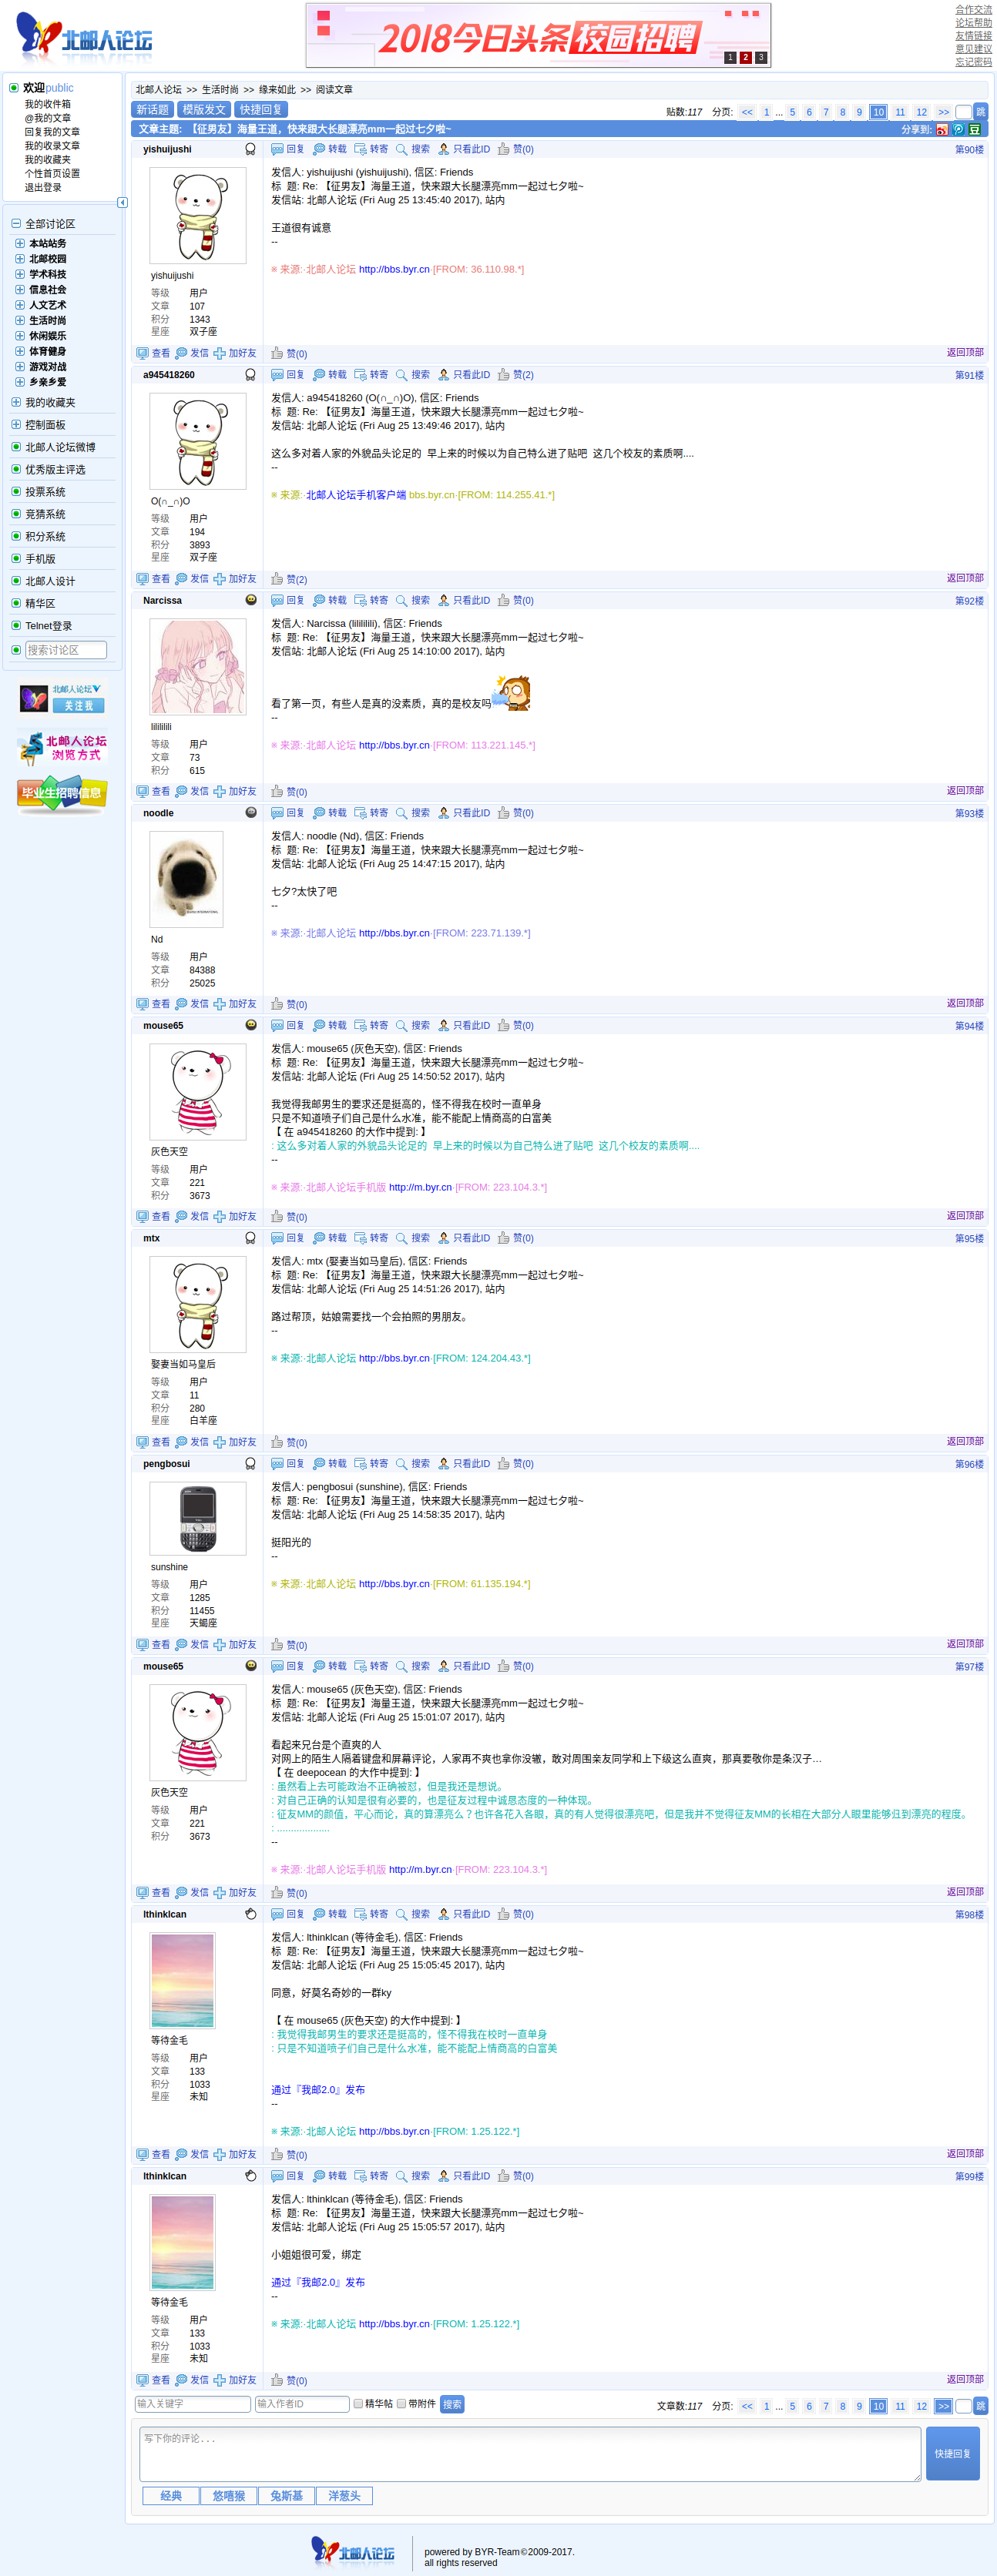 北邮人论坛
2018今日头条校园招聘
1 2 3
合作交流
论坛帮助
友情链接
意见建议
忘记密码
欢迎public
我的收件箱
@我的文章
回复我的文章
我的收录文章
我的收藏夹
个性首页设置
退出登录
全部讨论区
本站站务
北邮校园
学术科技
信息社会
人文艺术
生活时尚
休闲娱乐
体育健身
游戏对战
乡亲乡爱
我的收藏夹
控制面板
北邮人论坛微博
优秀版主评选
投票系统
竞猜系统
积分系统
手机版
北邮人设计
精华区
Telnet登录
搜索讨论区
北邮人论坛
关注我
北邮人论坛
浏览方式
毕业生招聘信息
北邮人论坛 >> 生活时尚 >> 缘来如此 >> 阅读文章
新话题 模版发文 快捷回复
贴数:117 分页: << 1 ... 5 6 7 8 9 10 11 12 >> 跳
文章主题: 【征男友】海量王道，快来跟大长腿漂亮mm一起过七夕啦~ 分享到: 豆
yishuijushi 回复 转载 转寄 搜索 只看此ID 赞(0) 第90楼
yishuijushi
等级 用户
文章 107
积分 1343
星座 双子座
发信人: yishuijushi (yishuijushi), 信区: Friends
标 题: Re: 【征男友】海量王道，快来跟大长腿漂亮mm一起过七夕啦~
发信站: 北邮人论坛 (Fri Aug 25 13:45:40 2017), 站内
王道很有诚意
--
※ 来源:·北邮人论坛 http://bbs.byr.cn·[FROM: 36.110.98.*]
查看 发信 加好友 赞(0) 返回顶部
a945418260 回复 转载 转寄 搜索 只看此ID 赞(2) 第91楼
O(∩_∩)O
等级 用户
文章 194
积分 3893
星座 双子座
发信人: a945418260 (O(∩_∩)O), 信区: Friends
标 题: Re: 【征男友】海量王道，快来跟大长腿漂亮mm一起过七夕啦~
发信站: 北邮人论坛 (Fri Aug 25 13:49:46 2017), 站内
这么多对着人家的外貌品头论足的 早上来的时候以为自己特么进了贴吧 这几个校友的素质啊....
--
※ 来源:·北邮人论坛手机客户端 bbs.byr.cn·[FROM: 114.255.41.*]
查看 发信 加好友 赞(2) 返回顶部
Narcissa 回复 转载 转寄 搜索 只看此ID 赞(0) 第92楼
lililililili
等级 用户
文章 73
积分 615
发信人: Narcissa (lililililili), 信区: Friends
标 题: Re: 【征男友】海量王道，快来跟大长腿漂亮mm一起过七夕啦~
发信站: 北邮人论坛 (Fri Aug 25 14:10:00 2017), 站内
看了第一页，有些人是真的没素质，真的是校友吗
--
※ 来源:·北邮人论坛 http://bbs.byr.cn·[FROM: 113.221.145.*]
查看 发信 加好友 赞(0) 返回顶部
noodle 回复 转载 转寄 搜索 只看此ID 赞(0) 第93楼
Nd
等级 用户
文章 84388
积分 25025
发信人: noodle (Nd), 信区: Friends
标 题: Re: 【征男友】海量王道，快来跟大长腿漂亮mm一起过七夕啦~
发信站: 北邮人论坛 (Fri Aug 25 14:47:15 2017), 站内
七夕?太快了吧
--
※ 来源:·北邮人论坛 http://bbs.byr.cn·[FROM: 223.71.139.*]
查看 发信 加好友 赞(0) 返回顶部
mouse65 回复 转载 转寄 搜索 只看此ID 赞(0) 第94楼
灰色天空
等级 用户
文章 221
积分 3673
发信人: mouse65 (灰色天空), 信区: Friends
标 题: Re: 【征男友】海量王道，快来跟大长腿漂亮mm一起过七夕啦~
发信站: 北邮人论坛 (Fri Aug 25 14:50:52 2017), 站内
我觉得我邮男生的要求还是挺高的，怪不得我在校时一直单身
只是不知道喷子们自己是什么水准，能不能配上情商高的白富美
【 在 a945418260 的大作中提到: 】
: 这么多对着人家的外貌品头论足的 早上来的时候以为自己特么进了贴吧 这几个校友的素质啊....
--
※ 来源:·北邮人论坛手机版 http://m.byr.cn·[FROM: 223.104.3.*]
查看 发信 加好友 赞(0) 返回顶部
mtx 回复 转载 转寄 搜索 只看此ID 赞(0) 第95楼
娶妻当如马皇后
等级 用户
文章 11
积分 280
星座 白羊座
发信人: mtx (娶妻当如马皇后), 信区: Friends
标 题: Re: 【征男友】海量王道，快来跟大长腿漂亮mm一起过七夕啦~
发信站: 北邮人论坛 (Fri Aug 25 14:51:26 2017), 站内
路过帮顶，姑娘需要找一个会拍照的男朋友。
--
※ 来源:·北邮人论坛 http://bbs.byr.cn·[FROM: 124.204.43.*]
查看 发信 加好友 赞(0) 返回顶部
pengbosui 回复 转载 转寄 搜索 只看此ID 赞(0) 第96楼
sunshine
等级 用户
文章 1285
积分 11455
星座 天蝎座
发信人: pengbosui (sunshine), 信区: Friends
标 题: Re: 【征男友】海量王道，快来跟大长腿漂亮mm一起过七夕啦~
发信站: 北邮人论坛 (Fri Aug 25 14:58:35 2017), 站内
挺阳光的
--
※ 来源:·北邮人论坛 http://bbs.byr.cn·[FROM: 61.135.194.*]
查看 发信 加好友 赞(0) 返回顶部
mouse65 回复 转载 转寄 搜索 只看此ID 赞(0) 第97楼
灰色天空
等级 用户
文章 221
积分 3673
发信人: mouse65 (灰色天空), 信区: Friends
标 题: Re: 【征男友】海量王道，快来跟大长腿漂亮mm一起过七夕啦~
发信站: 北邮人论坛 (Fri Aug 25 15:01:07 2017), 站内
看起来兄台是个直爽的人
对网上的陌生人隔着键盘和屏幕评论，人家再不爽也拿你没辙，敢对周围亲友同学和上下级这么直爽，那真要敬你是条汉子…
【 在 deepocean 的大作中提到: 】
: 虽然看上去可能政治不正确被怼，但是我还是想说。
: 对自己正确的认知是很有必要的，也是征友过程中诚恳态度的一种体现。
: 征友MM的颜值，平心而论，真的算漂亮么？也许各花入各眼，真的有人觉得很漂亮吧，但是我并不觉得征友MM的长相在大部分人眼里能够归到漂亮的程度。
: ...................
--
※ 来源:·北邮人论坛手机版 http://m.byr.cn·[FROM: 223.104.3.*]
查看 发信 加好友 赞(0) 返回顶部
lthinklcan 回复 转载 转寄 搜索 只看此ID 赞(0) 第98楼
等待金毛
等级 用户
文章 133
积分 1033
星座 未知
发信人: lthinklcan (等待金毛), 信区: Friends
标 题: Re: 【征男友】海量王道，快来跟大长腿漂亮mm一起过七夕啦~
发信站: 北邮人论坛 (Fri Aug 25 15:05:45 2017), 站内
同意，好莫名奇妙的一群ky
【 在 mouse65 (灰色天空) 的大作中提到: 】
: 我觉得我邮男生的要求还是挺高的，怪不得我在校时一直单身
: 只是不知道喷子们自己是什么水准，能不能配上情商高的白富美
通过『我邮2.0』发布
--
※ 来源:·北邮人论坛 http://bbs.byr.cn·[FROM: 1.25.122.*]
查看 发信 加好友 赞(0) 返回顶部
lthinklcan 回复 转载 转寄 搜索 只看此ID 赞(0) 第99楼
等待金毛
等级 用户
文章 133
积分 1033
星座 未知
发信人: lthinklcan (等待金毛), 信区: Friends
标 题: Re: 【征男友】海量王道，快来跟大长腿漂亮mm一起过七夕啦~
发信站: 北邮人论坛 (Fri Aug 25 15:05:57 2017), 站内
小姐姐很可爱，绑定
通过『我邮2.0』发布
--
※ 来源:·北邮人论坛 http://bbs.byr.cn·[FROM: 1.25.122.*]
查看 发信 加好友 赞(0) 返回顶部
输入关键字 输入作者ID 精华帖 带附件 搜索
文章数:117 分页: << 1 ... 5 6 7 8 9 10 11 12 >> 跳
写下你的评论...
快捷回复
经典 悠嘻猴 兔斯基 洋葱头
北邮人论坛
powered by BYR-Team©2009-2017.
all rights reserved